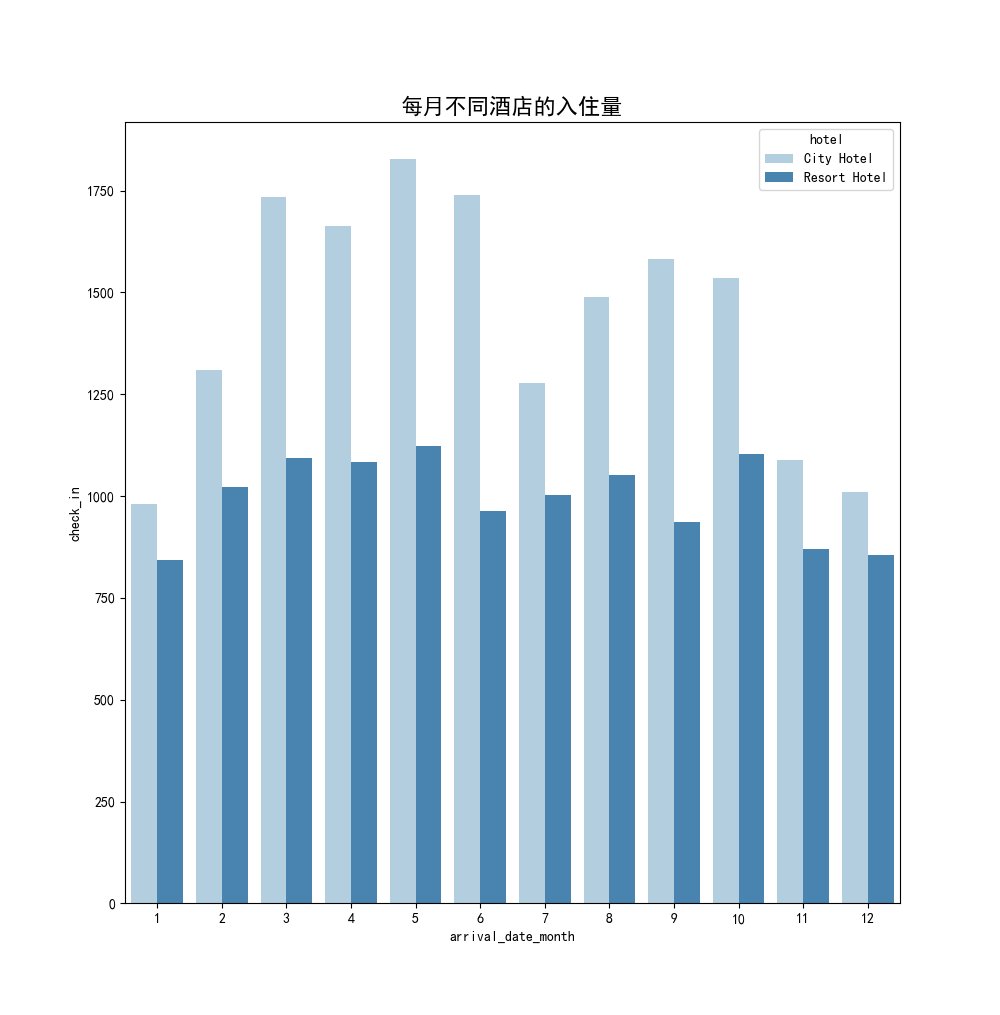 每月不同酒店的入住量
hotel
City Hotel
Resort Hotel
check_in
1750
1500
1250
1000
750
500
250
0
1 2 3 4 5 6 7 8 9 10 11 12
arrival_date_month